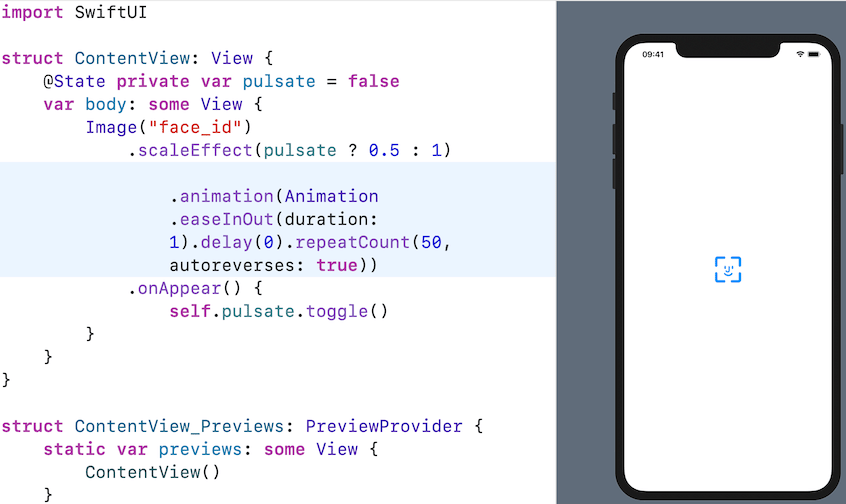 import SwiftUI
struct ContentView: View {
@State private var pulsate = false
var body: some View {
Image("face_id")
.scaleEffect(pulsate ? 0.5 : 1)
.animation(Animation
.easeInOut(duration:
1).delay(0).repeatCount(50,
autoreverses: true))
.onAppear() {
self.pulsate.toggle()
}
}
}
struct ContentView_Previews: PreviewProvider {
static var previews: some View {
ContentView()
}
09:41